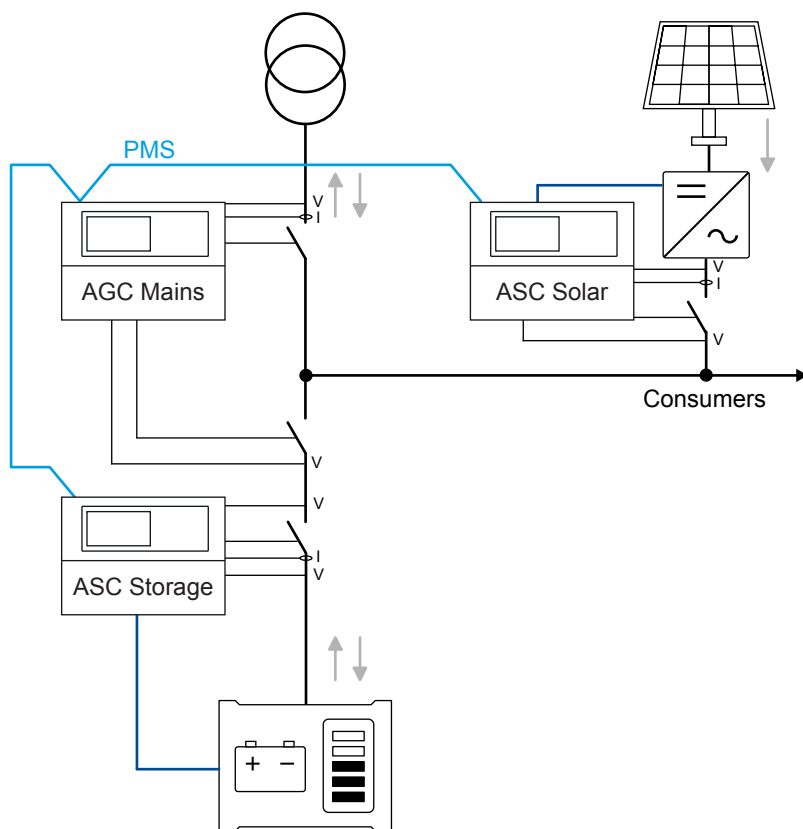 PMS
V
I
AGC Mains
V
I
ASC Solar
V
Consumers
V
V
I
V
ASC Storage
+ −